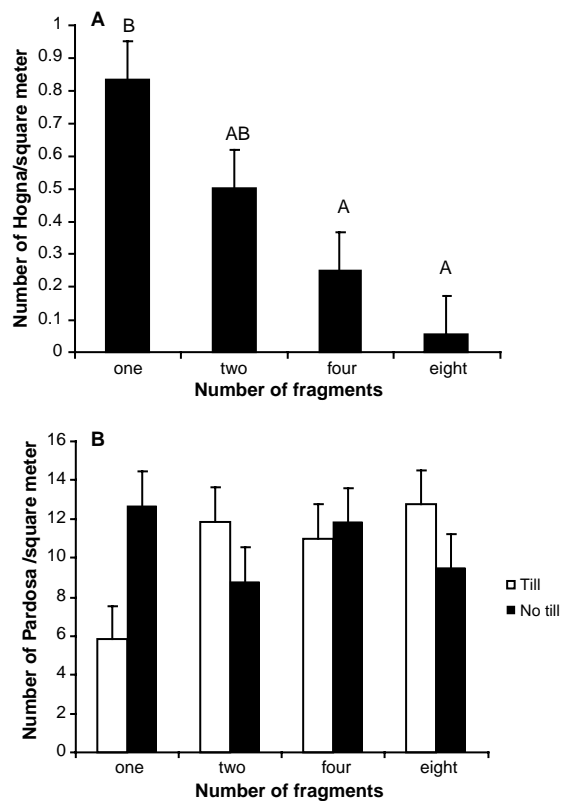 A
B
AB
A
A
1
0.9
0.8
0.7
0.6
0.5
0.4
0.3
0.2
0.1
0
Number of Hogna/square meter
one two four eight
Number of fragments
B
16
14
12
10
8
6
4
2
0
Number of Pardosa /square meter
Till
No till
one two four eight
Number of fragments